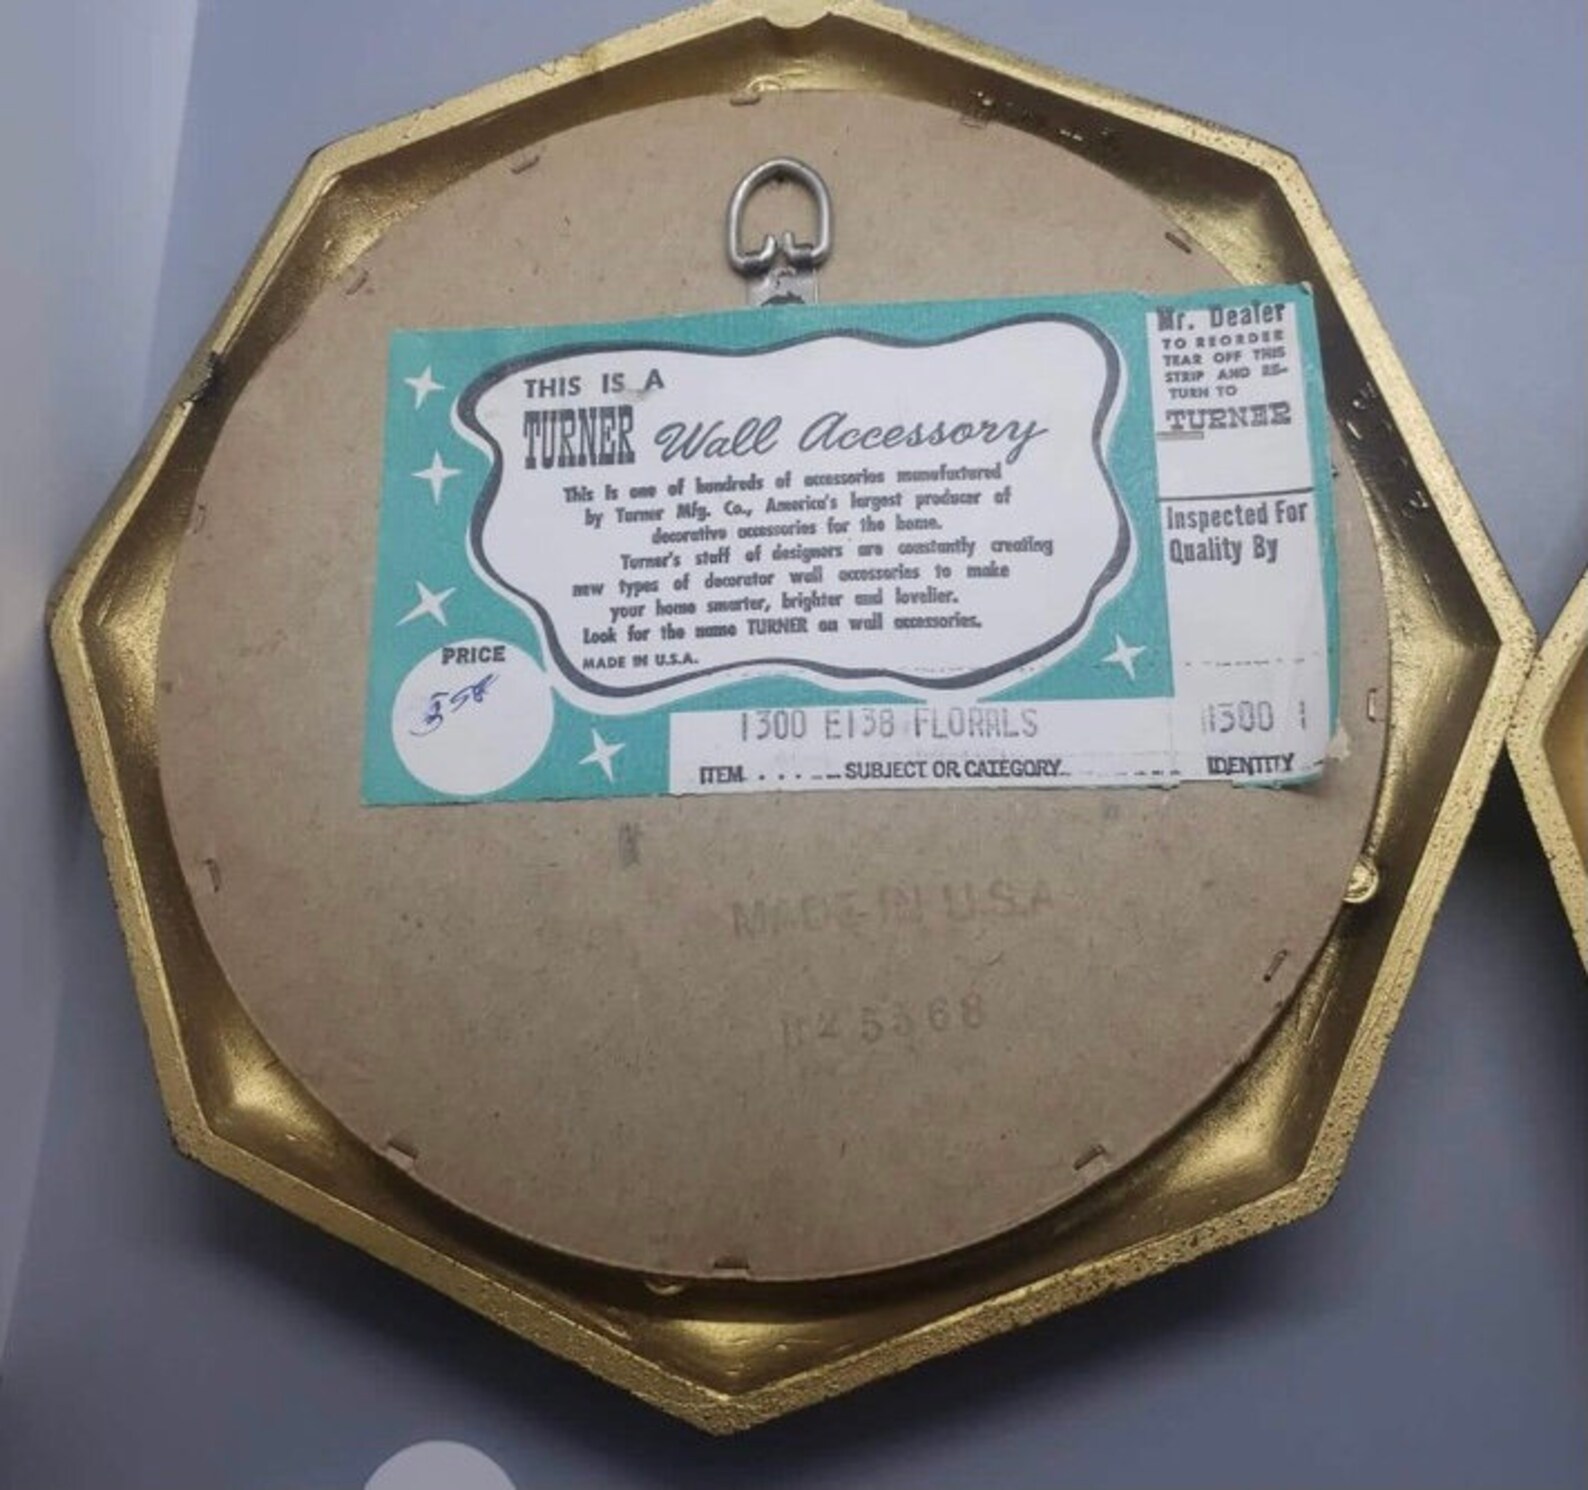 THIS IS A
TURNER Wall Accessory
This is one of hundreds of accessories manufactured
by Turner Mfg. Co., America's largest producer of
decorative accessories for the home.
Turner's staff of designers are constantly creating
new types of decorator wall accessories to make
your home smarter, brighter and lovelier.
Look for the name TURNER on wall accessories.
MADE IN U.S.A.
PRICE
1300 E138 FLORALS
ITEM SUBJECT OR CATEGORY
Mr. Dealer
TO REORDER
TEAR OFF THIS
STRIP AND RE-
TURN TO
TURNER
Inspected For
Quality By
1300 1
IDENTITY
MADE IN U.S.A